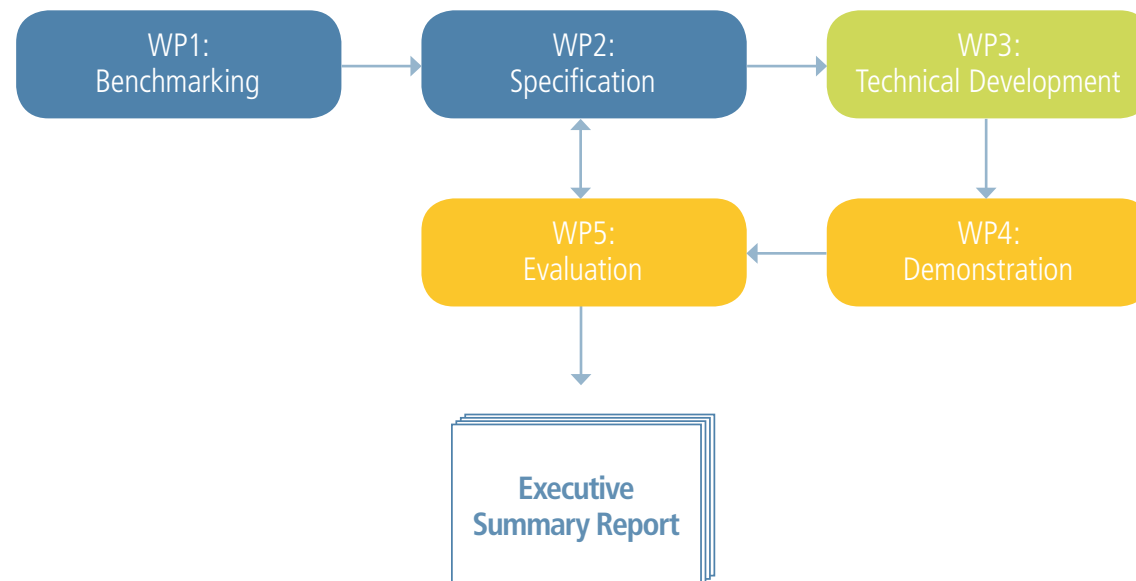 WP1:
Benchmarking
WP2:
Specification
WP3:
Technical Development
WP5:
Evaluation
WP4:
Demonstration
Executive
Summary Report